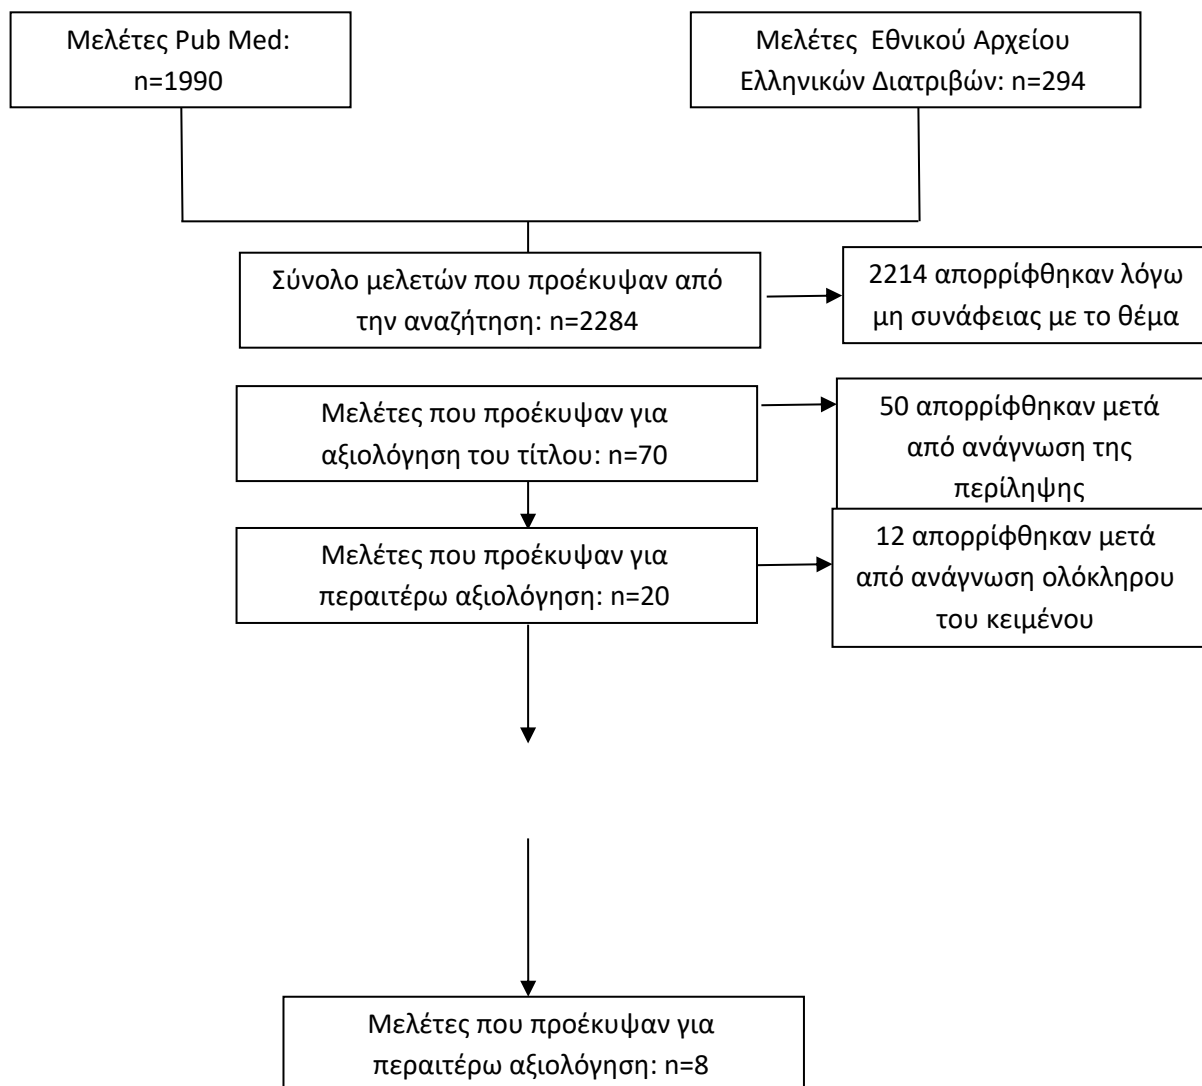 Μελέτες Pub Med:
n=1990
Μελέτες Εθνικού Αρχείου
Ελληνικών Διατριβών: n=294
Σύνολο μελετών που προέκυψαν από
την αναζήτηση: n=2284
2214 απορρίφθηκαν λόγω
μη συνάφειας με το θέμα
Μελέτες που προέκυψαν για
αξιολόγηση του τίτλου: n=70
50 απορρίφθηκαν μετά
από ανάγνωση της
περίληψης
Μελέτες που προέκυψαν για
περαιτέρω αξιολόγηση: n=20
12 απορρίφθηκαν μετά
από ανάγνωση ολόκληρου
του κειμένου
Μελέτες που προέκυψαν για
περαιτέρω αξιολόγηση: n=8